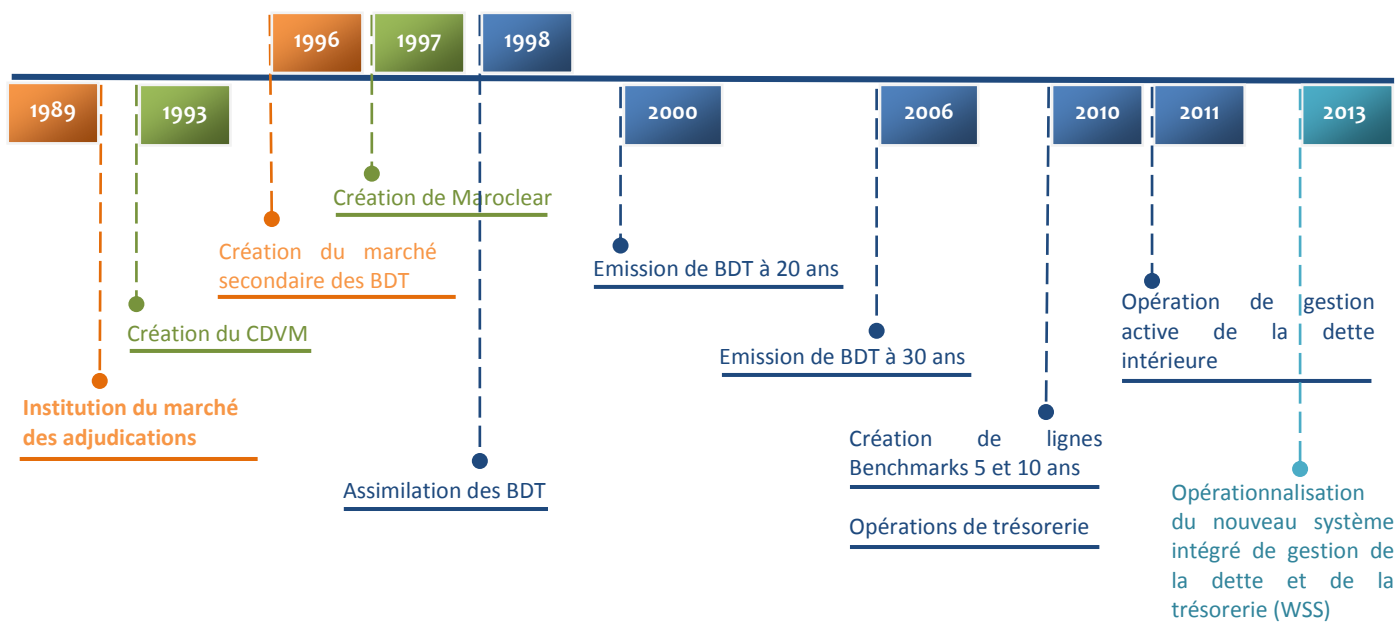 1996
1997
1998
1989
1993
2000
2006
2010
2011
2013
Création de Maroclear
Création du marché
secondaire des BDT
Emission de BDT à 20 ans
Opération de gestion
active de la dette
intérieure
Création du CDVM
Emission de BDT à 30 ans
Institution du marché
des adjudications
Création de lignes
Benchmarks 5 et 10 ans
Assimilation des BDT
Opérations de trésorerie
Opérationnalisation
du nouveau système
intégré de gestion de
la dette et de la
trésorerie (WSS)